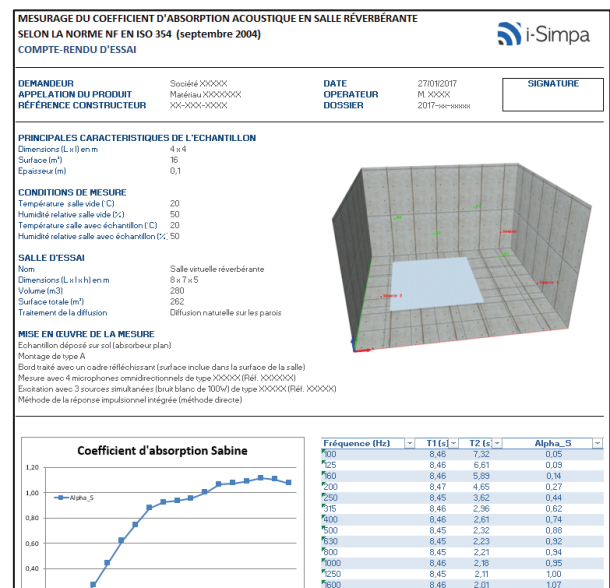 MESURAGE DU COEFFICIENT D'ABSORPTION ACOUSTIQUE EN SALLE RÉVERBÉRANTE
SELON LA NORME NF EN ISO 354 (septembre 2004)
COMPTE-RENDU D'ESSAI
i-Simpa
DEMANDEUR Société XXXXX DATE 27/01/2017 SIGNATURE
APPELATION DU PRODUIT Matériau XXXXXXX OPERATEUR M. XXXX
RÉFÉRENCE CONSTRUCTEUR XX-XXX-XXXX DOSSIER 2017-xx-xxxxx
PRINCIPALES CARACTERISTIQUES DE L'ECHANTILLON
Dimensions (L x l) en m 4 x 4
Surface (m²) 16
Epaisseur (m) 0,1
CONDITIONS DE MESURE
Température salle vide (°C) 20
Humidité relative salle vide (%) 50
Température salle avec échantillon (°C) 20
Humidité relative salle avec échantillon (%) 50
SALLE D'ESSAI
Nom Salle virtuelle réverbérante
Dimensions (L x l x h) en m 8 x 7 x 5
Volume (m3) 280
Surface totale (m²) 262
Traitement de la diffusion Diffusion naturelle sur les parois
MISE EN ŒUVRE DE LA MESURE
Echantillon déposé sur sol (absorbeur plan)
Montage de type A
Bord traité avec un cadre réfléchissant (surface inclue dans la surface de la salle)
Mesure avec 4 microphones omnidirectionnels de type XXXXX (Réf. XXXXXX)
Excitation avec 3 sources simultanées (bruit blanc de 100W) de type XXXXX (Réf. XXXXX)
Méthode de la réponse impulsionnel intégrée (méthode directe)
Coefficient d'absorption Sabine
1,20
1,00
0,80
0,60
0,40
Alpha_S
Fréquence (Hz) T1 (s) T2 (s) Alpha_S
100 8,46 7,32 0,05
125 8,46 6,61 0,09
160 8,46 5,89 0,14
200 8,47 4,65 0,27
250 8,45 3,62 0,44
315 8,46 2,96 0,62
400 8,46 2,61 0,74
500 8,45 2,32 0,88
630 8,45 2,23 0,92
800 8,45 2,21 0,94
1000 8,46 2,18 0,95
1250 8,45 2,11 1,00
1600 8,46 2,01 1,07